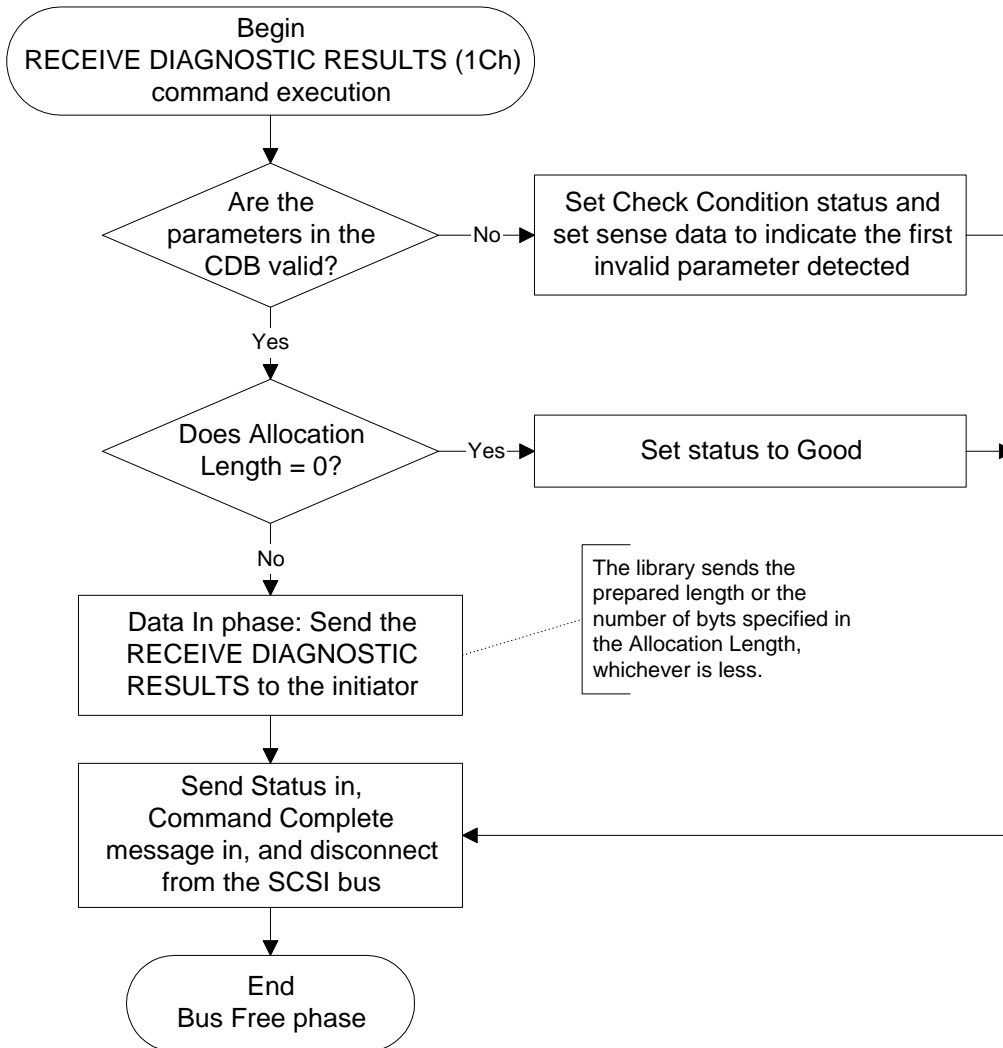 Begin
RECEIVE DIAGNOSTIC RESULTS (1Ch)
command execution
Are the
parameters in the
CDB valid?
No
Set Check Condition status and
set sense data to indicate the first
invalid parameter detected
Yes
Does Allocation
Length = 0?
Yes
Set status to Good
No
Data In phase: Send the
RECEIVE DIAGNOSTIC
RESULTS to the initiator
The library sends the
prepared length or the
number of byts specified in
the Allocation Length,
whichever is less.
Send Status in,
Command Complete
message in, and disconnect
from the SCSI bus
End
Bus Free phase